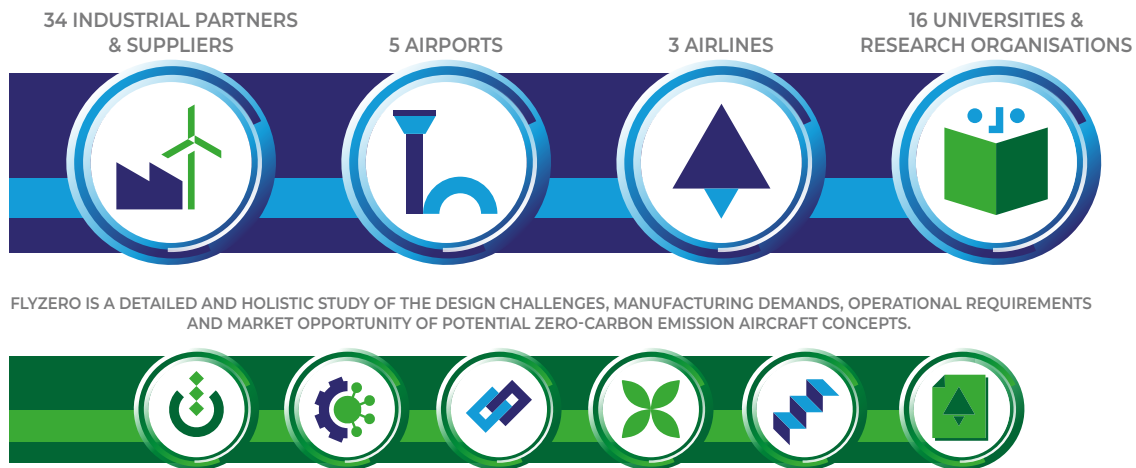 34 INDUSTRIAL PARTNERS
& SUPPLIERS
5 AIRPORTS
3 AIRLINES
16 UNIVERSITIES &
RESEARCH ORGANISATIONS
FLYZERO IS A DETAILED AND HOLISTIC STUDY OF THE DESIGN CHALLENGES, MANUFACTURING DEMANDS, OPERATIONAL REQUIREMENTS
AND MARKET OPPORTUNITY OF POTENTIAL ZERO-CARBON EMISSION AIRCRAFT CONCEPTS.